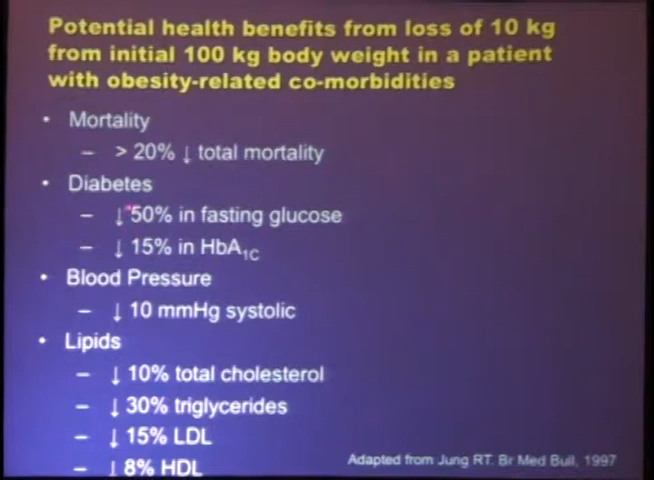 Potential health benefits from loss of 10 kg
from initial 100 kg body weight in a patient
with obesity-related co-morbidities
• Mortality
– > 20% ↓ total mortality
• Diabetes
– ↓ 50% in fasting glucose
– ↓ 15% in HbA1C
• Blood Pressure
– ↓ 10 mmHg systolic
• Lipids
– ↓ 10% total cholesterol
– ↓ 30% triglycerides
– ↓ 15% LDL
– ↓ 8% HDL
Adapted from Jung RT. Br Med Bull, 1997